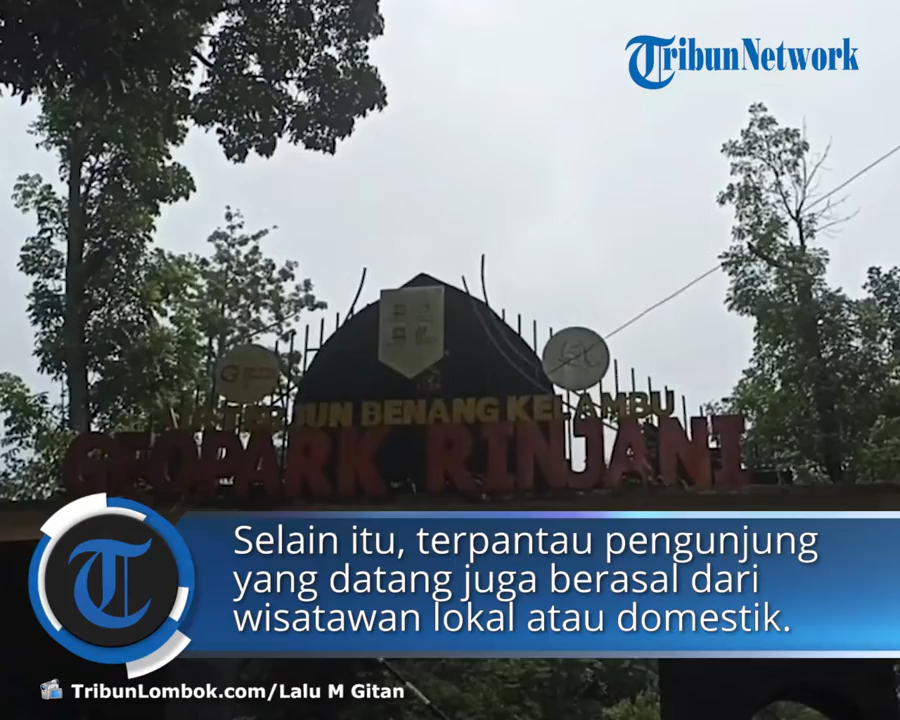 TribunNetwork
BENANG KELAMBU
GEOPARK RINJANI
Selain itu, terpantau pengunjung
yang datang juga berasal dari
wisatawan lokal atau domestik.
TribunLombok.com/Lalu M Gitan